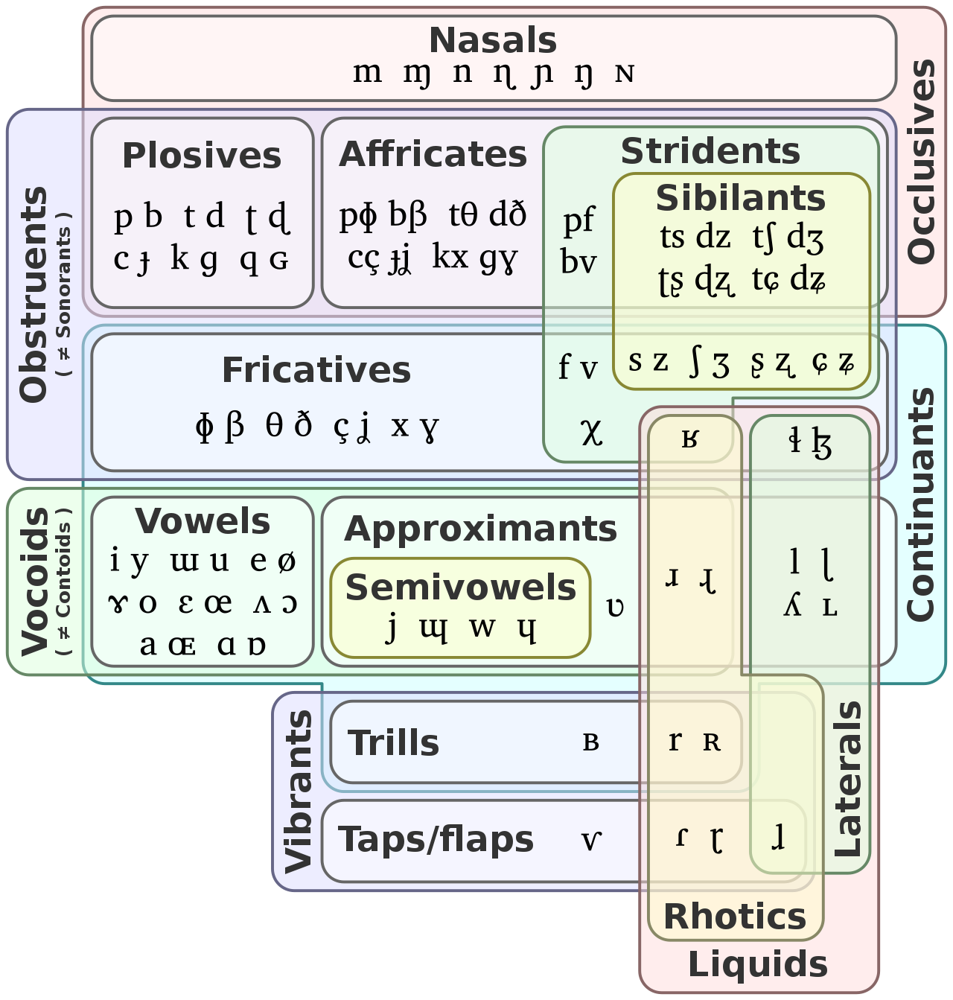 Nasals
m ɱ n ɳ ɲ ŋ ɴ
Occlusives
Obstruents
( ≠ Sonorants )
Plosives
p b t d ʈ ɖ
c ɟ k ɡ q ɢ
Affricates
pɸ bβ tθ dð
cç ɟʝ kx ɡɣ
Stridents
pf
bv
Sibilants
ts dz tʃ dʒ
ʈʂ ɖʐ tɕ dʑ
s z ʃ ʒ ʂ ʐ ɕ ʑ
f v
χ
Fricatives
ɸ β θ ð ç ʝ x ɣ
ʁ
ɬ ɮ
Continuants
Vocoids
( ≠ Contoids )
Vowels
i y ɯ u e ø
ɤ o ɛ œ ʌ ɔ
a ɶ ɑ ɒ
Approximants
Semivowels
j ɰ w ɥ
ʋ
ɹ ɻ
l ɭ
ʎ ʟ
Vibrants
Trills ʙ r ʀ
Taps/flaps ⱱ ɾ ɽ ɺ
Laterals
Rhotics
Liquids